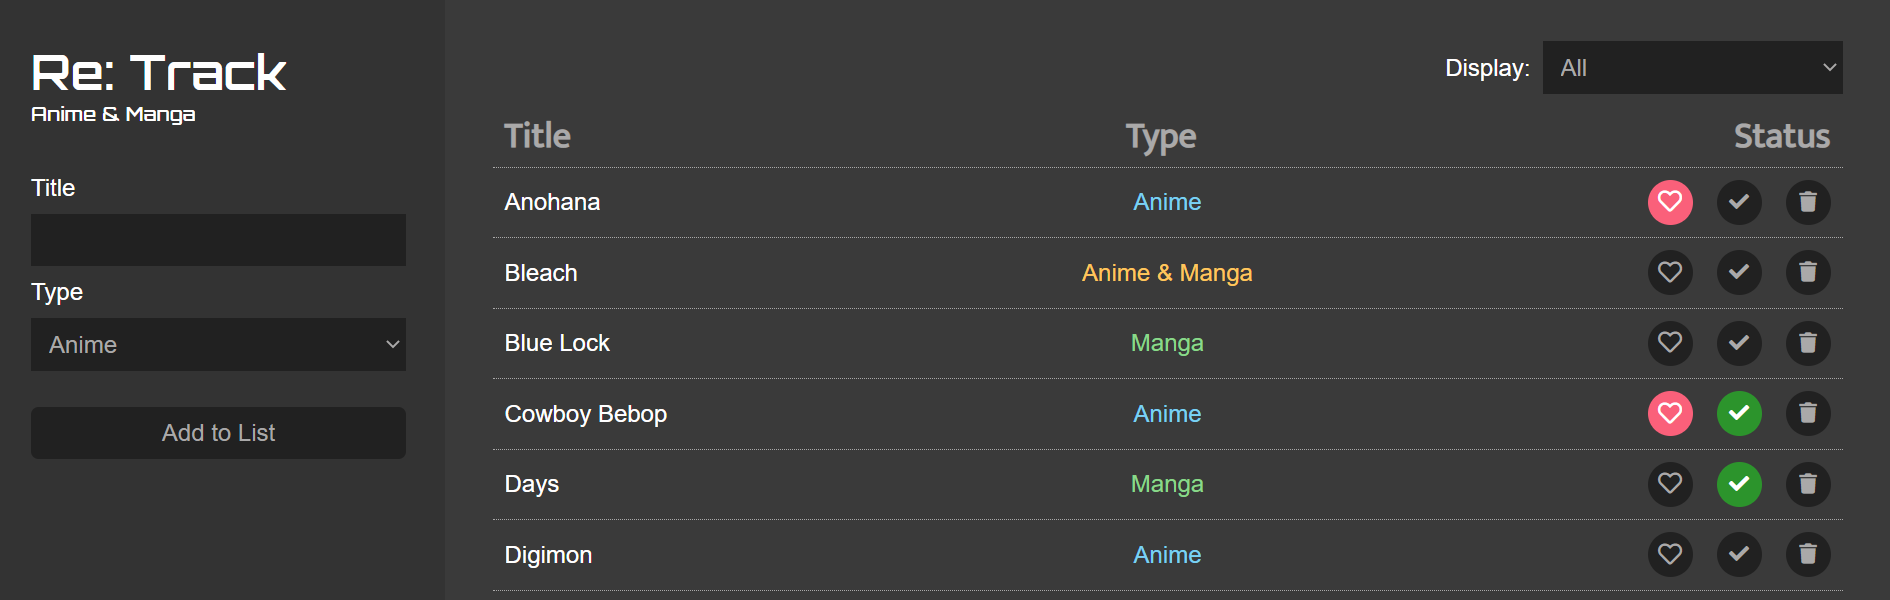 Re: Track
Anime & Manga
Title
Type
Anime
Add to List
Display: All
Title Type Status
Anohana Anime
Bleach Anime & Manga
Blue Lock Manga
Cowboy Bebop Anime
Days Manga
Digimon Anime